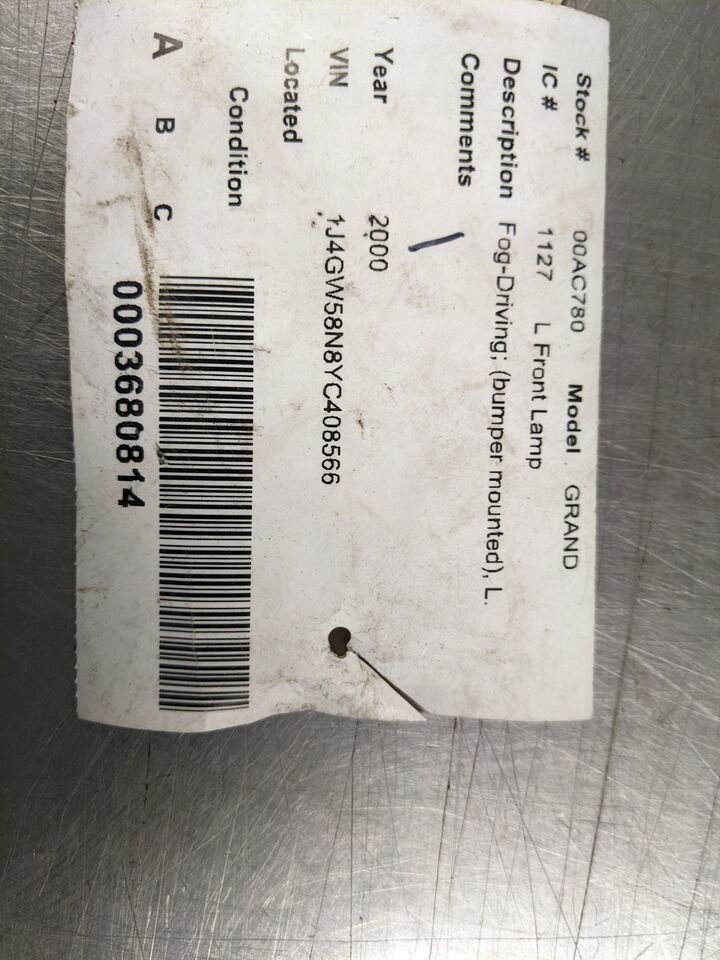 Stock # 00AC780 Model GRAND
IC # 1127 L Front Lamp
Description Fog-Driving; (bumper mounted), L.
Comments
Year 2000
VIN 1J4GW58N8YC408566
Located
Condition
A B C
0003680814